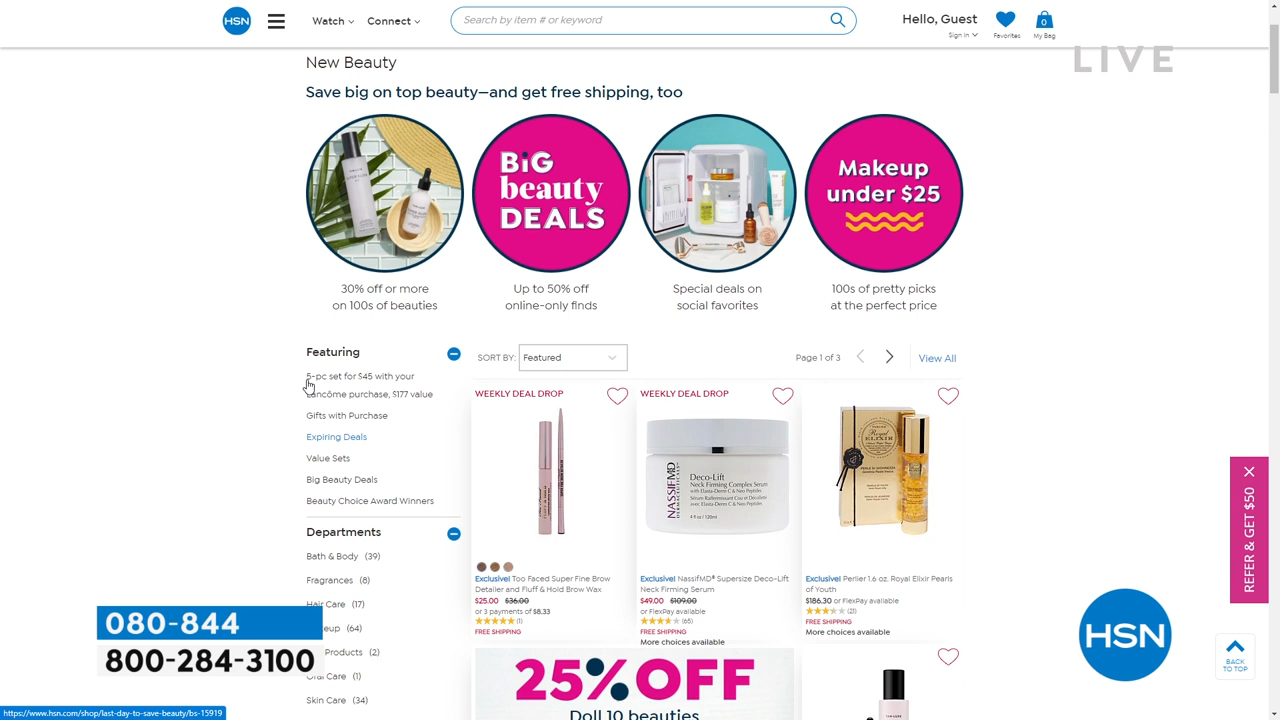 HSN
Watch
Connect
Search by item # or keyword
Hello, Guest
Sign In
Favorites
0
My Bag
LIVE
New Beauty
Save big on top beauty—and get free shipping, too
BiG
beauty
DEALS
Makeup
under $25
30% off or more
on 100s of beauties
Up to 50% off
online-only finds
Special deals on
social favorites
100s of pretty picks
at the perfect price
Featuring
5-pc set for $45 with your
Lancôme purchase, $177 value
Gifts with Purchase
Expiring Deals
Value Sets
Big Beauty Deals
Beauty Choice Award Winners
Departments
Bath & Body (39)
Fragrances (8)
Hair Care (17)
(64)
Products (2)
Oral Care (1)
Skin Care (34)
SORT BY: Featured
Page 1 of 3
View All
WEEKLY DEAL DROP
Exclusive! Too Faced Super Fine Brow
Detailer and Fluff & Hold Brow Wax
$25.00 $36.00
or 3 payments of $8.33
(1)
FREE SHIPPING
WEEKLY DEAL DROP
NASSIFMD
Deco-Lift
Neck Firming Complex Serum
Exclusive! NassifMD® Supersize Deco-Lift
Neck Firming Serum
$49.00 $109.00
or FlexPay available
(65)
FREE SHIPPING
More choices available
Royal
ELIXIR
Exclusive! Perlier 1.6 oz. Royal Elixir Pearls
of Youth
$186.30 or FlexPay available
(21)
FREE SHIPPING
More choices available
25% OFF
Doll 10 beauties
REFER & GET $50
080-844
800-284-3100
HSN
BACK
TO TOP
https://www.hsn.com/shop/last-day-to-save-beauty/bs-15919